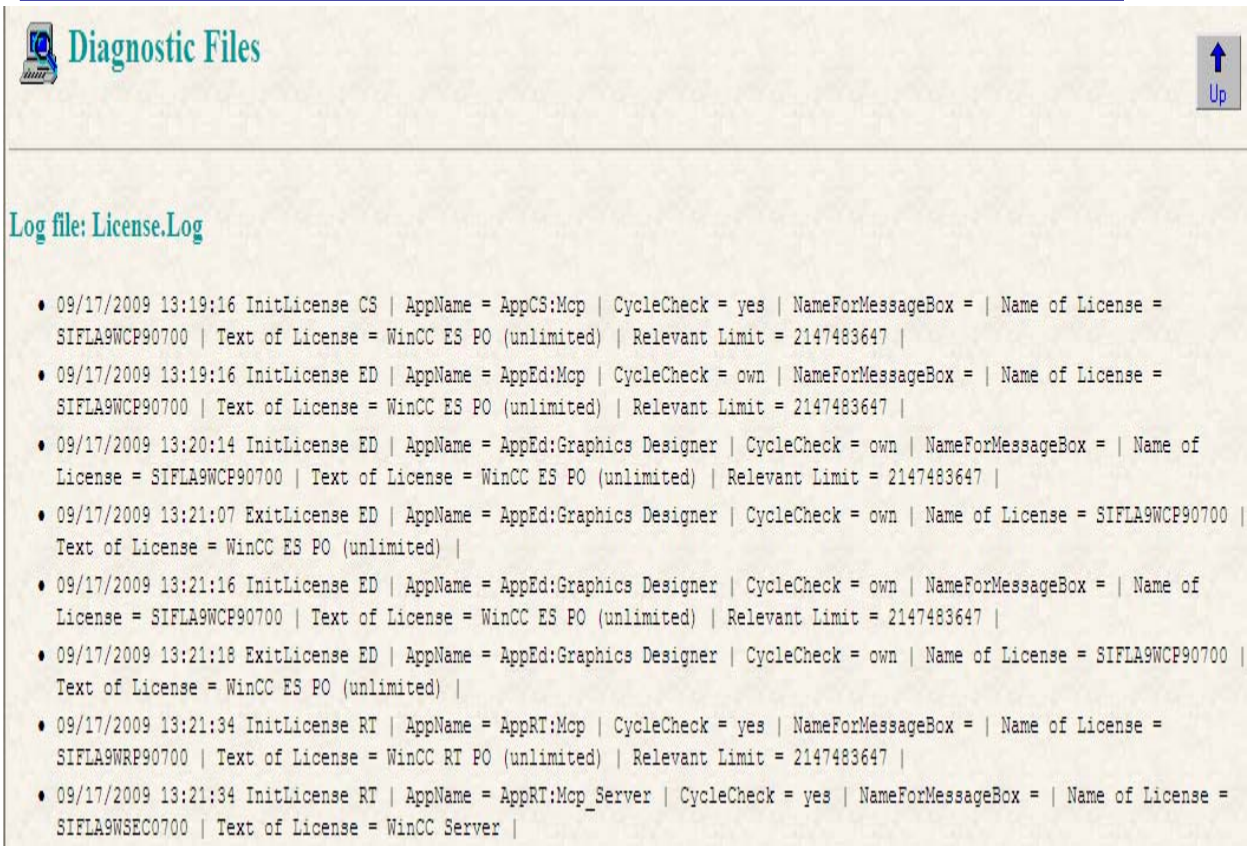 Diagnostic Files
Up
Log file: License.Log
• 09/17/2009 13:19:16 InitLicense CS | AppName = AppCS:Mcp | CycleCheck = yes | NameForMessageBox = | Name of License =
SIFLA9WCP90700 | Text of License = WinCC ES PO (unlimited) | Relevant Limit = 2147483647 |
• 09/17/2009 13:19:16 InitLicense ED | AppName = AppEd:Mcp | CycleCheck = own | NameForMessageBox = | Name of License =
SIFLA9WCP90700 | Text of License = WinCC ES PO (unlimited) | Relevant Limit = 2147483647 |
• 09/17/2009 13:20:14 InitLicense ED | AppName = AppEd:Graphics Designer | CycleCheck = own | NameForMessageBox = | Name of
License = SIFLA9WCP90700 | Text of License = WinCC ES PO (unlimited) | Relevant Limit = 2147483647 |
• 09/17/2009 13:21:07 ExitLicense ED | AppName = AppEd:Graphics Designer | CycleCheck = own | Name of License = SIFLA9WCP90700 |
Text of License = WinCC ES PO (unlimited) |
• 09/17/2009 13:21:16 InitLicense ED | AppName = AppEd:Graphics Designer | CycleCheck = own | NameForMessageBox = | Name of
License = SIFLA9WCP90700 | Text of License = WinCC ES PO (unlimited) | Relevant Limit = 2147483647 |
• 09/17/2009 13:21:18 ExitLicense ED | AppName = AppEd:Graphics Designer | CycleCheck = own | Name of License = SIFLA9WCP90700 |
Text of License = WinCC ES PO (unlimited) |
• 09/17/2009 13:21:34 InitLicense RT | AppName = AppRT:Mcp | CycleCheck = yes | NameForMessageBox = | Name of License =
SIFLA9WRP90700 | Text of License = WinCC RT PO (unlimited) | Relevant Limit = 2147483647 |
• 09/17/2009 13:21:34 InitLicense RT | AppName = AppRT:Mcp_Server | CycleCheck = yes | NameForMessageBox = | Name of License =
SIFLA9WSEC0700 | Text of License = WinCC Server |